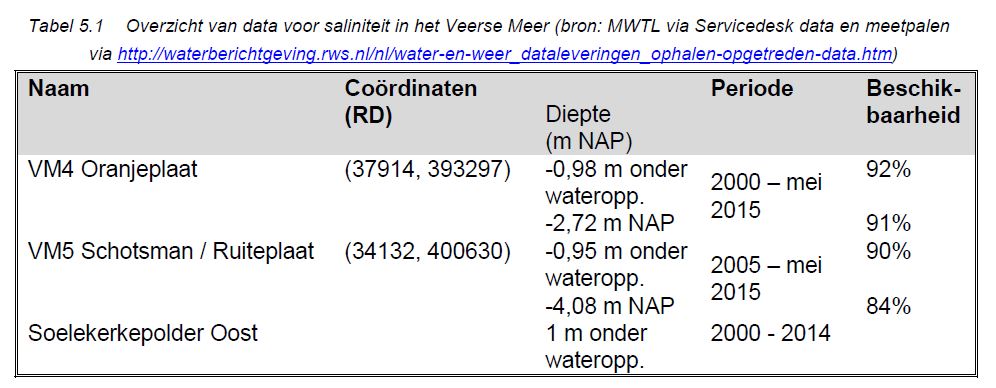 Tabel 5.1 Overzicht van data voor saliniteit in het Veerse Meer (bron: MWTL via Servicedesk data en meetpalen
via http://waterberichtgeving.rws.nl/nl/water-en-weer_dataleveringen_ophalen-opgetreden-data.htm)
Naam Coördinaten (RD) Diepte (m NAP) Periode Beschik-baarheid
VM4 Oranjeplaat (37914, 393297) -0,98 m onder wateropp. 2000 – mei 2015 92%
-2,72 m NAP 91%
VM5 Schotsman / Ruiteplaat (34132, 400630) -0,95 m onder wateropp. 2005 – mei 2015 90%
-4,08 m NAP 84%
Soelekerkepolder Oost 1 m onder wateropp. 2000 - 2014